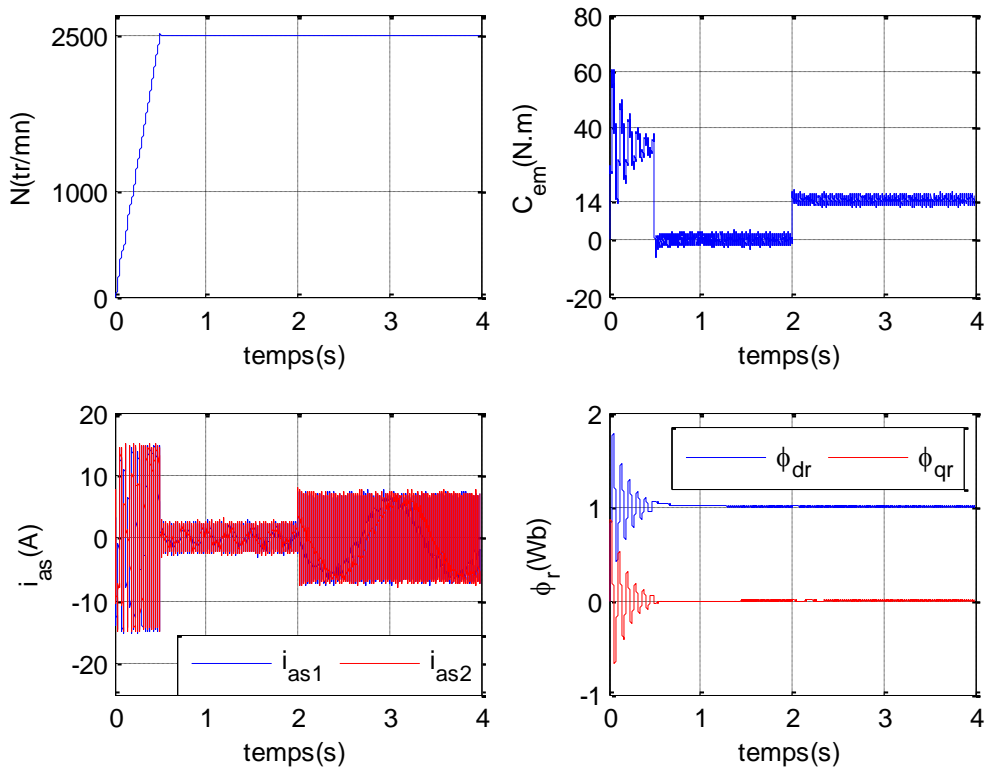 2500
1000
0
0 1 2 3 4
temps(s)
N(tr/mn)
80
60
40
14
0
-20
0 1 2 3 4
temps(s)
C_em(N.m)
20
10
0
-10
-20
0 1 2 3 4
temps(s)
i_as(A)
i_as1 i_as2
2
1
0
-1
0 1 2 3 4
temps(s)
ϕ_r(Wb)
ϕ_dr ϕ_qr